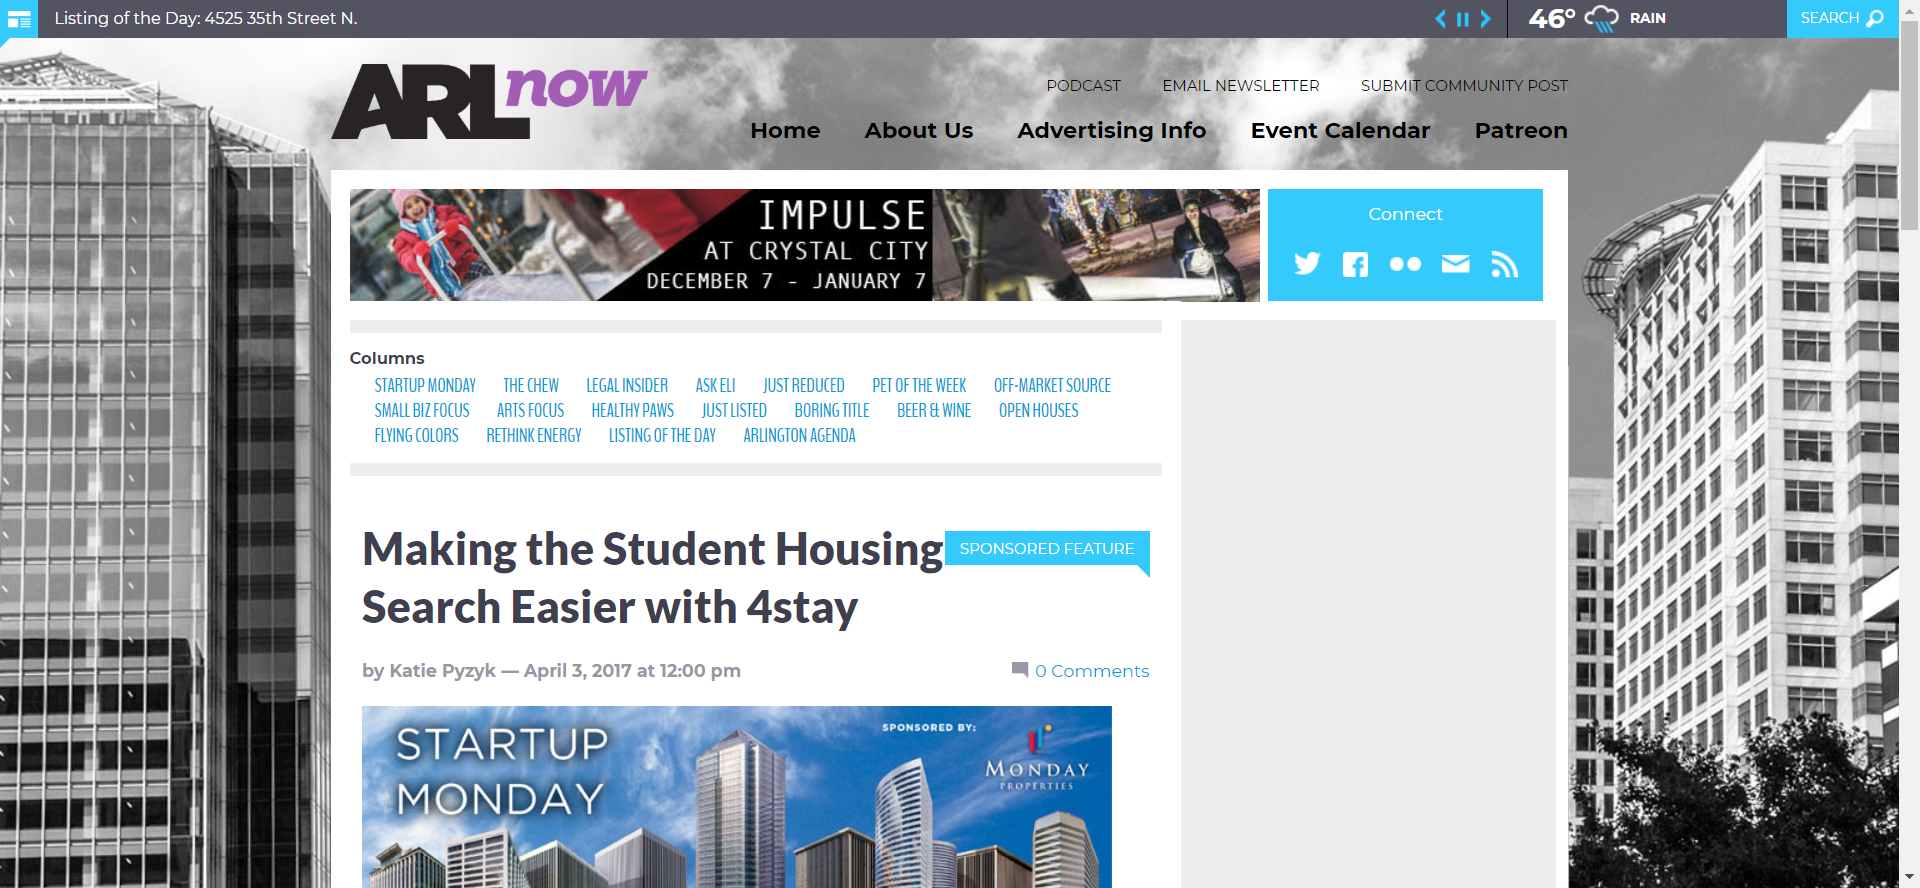 Listing of the Day: 4525 35th Street N.
46° RAIN
SEARCH
ARLnow
PODCAST EMAIL NEWSLETTER SUBMIT COMMUNITY POST
Home About Us Advertising Info Event Calendar Patreon
IMPULSE
AT CRYSTAL CITY
DECEMBER 7 - JANUARY 7
Connect
Columns
STARTUP MONDAY THE CHEW LEGAL INSIDER ASK ELI JUST REDUCED PET OF THE WEEK OFF-MARKET SOURCE
SMALL BIZ FOCUS ARTS FOCUS HEALTHY PAWS JUST LISTED BORING TITLE BEER & WINE OPEN HOUSES
FLYING COLORS RETHINK ENERGY LISTING OF THE DAY ARLINGTON AGENDA
Making the Student Housing
SPONSORED FEATURE
Search Easier with 4stay
by Katie Pyzyk — April 3, 2017 at 12:00 pm
0 Comments
STARTUP
MONDAY
SPONSORED BY:
MONDAY
PROPERTIES